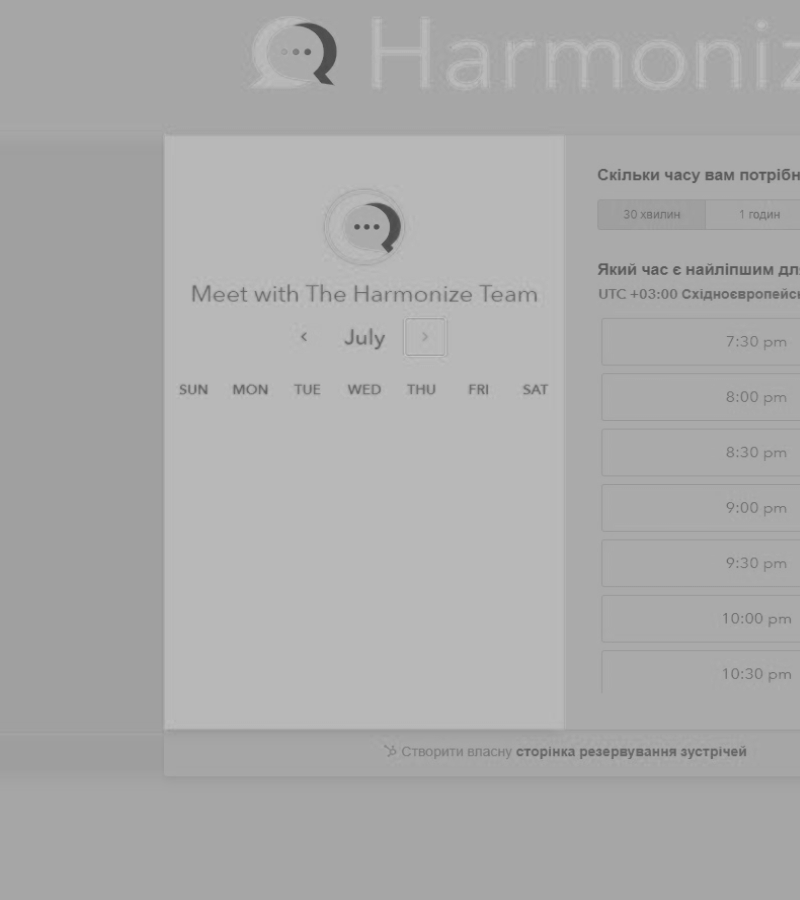 Harmoniz
Meet with The Harmonize Team
July
SUN MON TUE WED THU FRI SAT
Скільки часу вам потрібн
30 хвилин 1 годин
Який час є найліпшим дл
UTC +03:00 Східноєвропейсь
7:30 pm
8:00 pm
8:30 pm
9:00 pm
9:30 pm
10:00 pm
10:30 pm
Створити власну сторінка резервування зустрічей